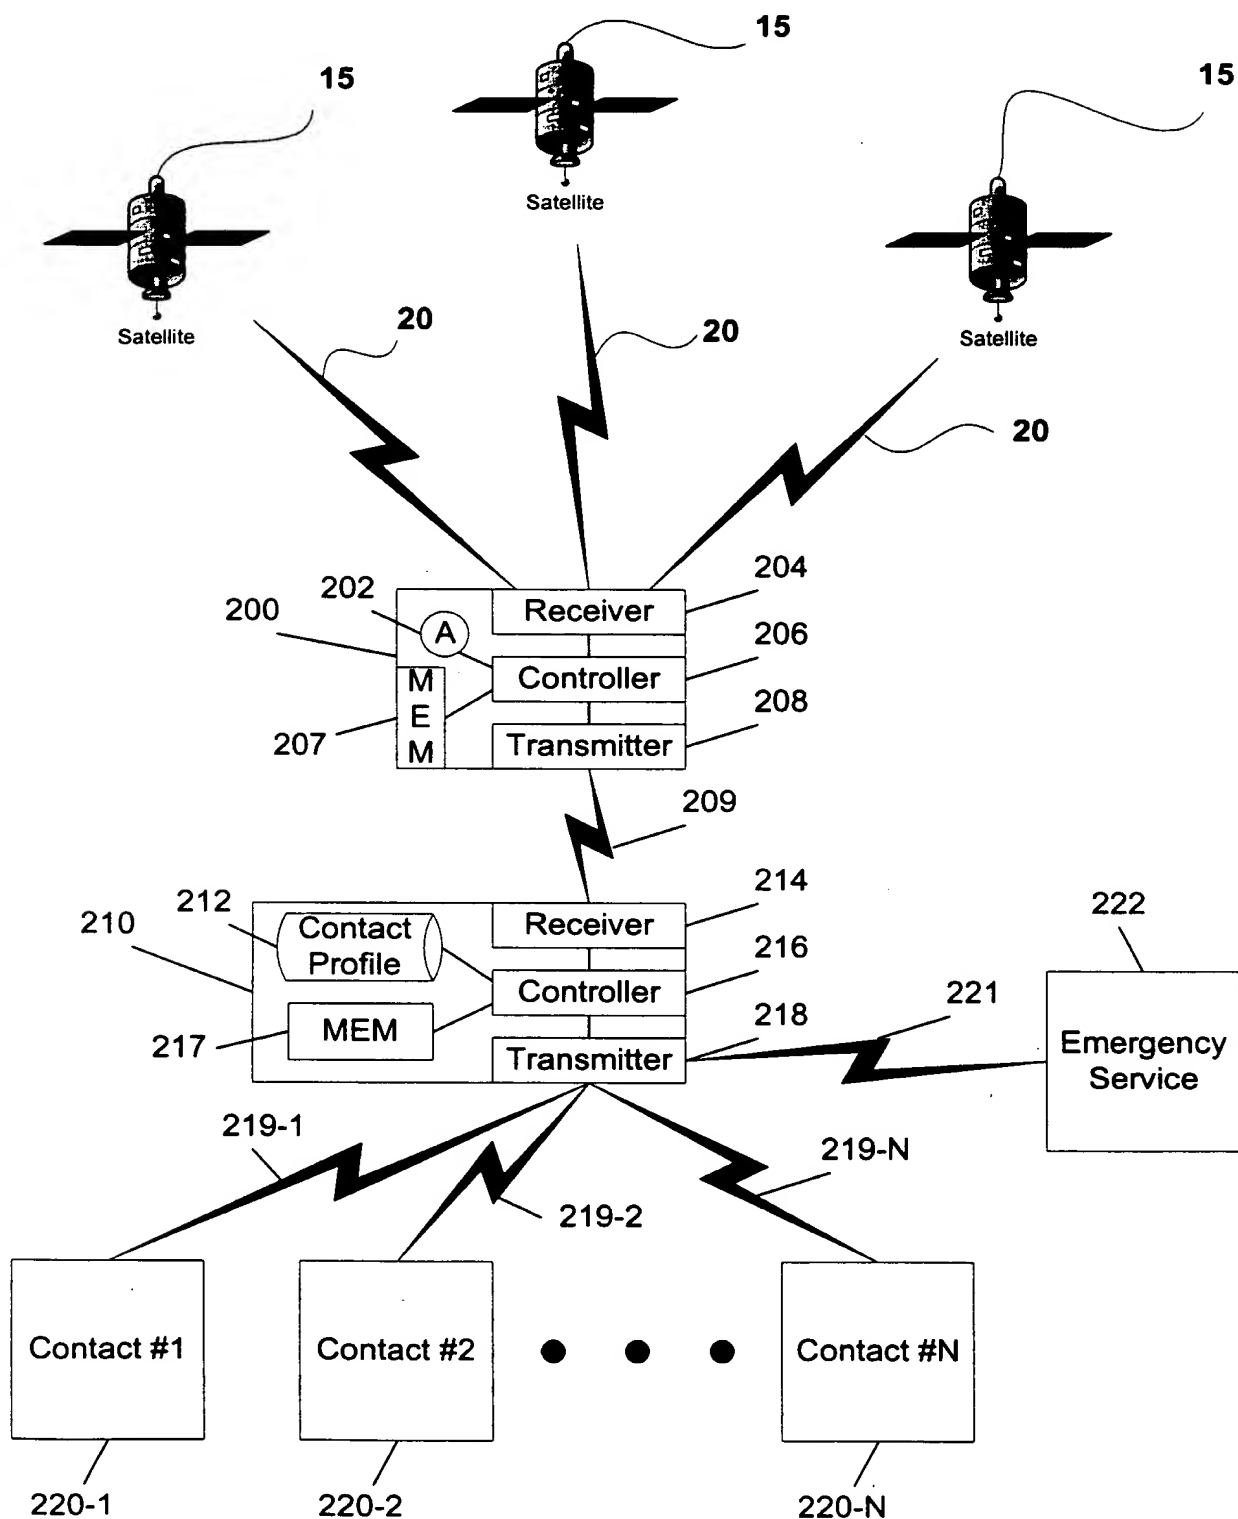 15
15
15
Satellite
Satellite
Satellite
20
20
20
202
200
A
Receiver
204
Controller
206
M
E
M
207
Transmitter
208
209
212
210
Contact
Profile
Receiver
214
Controller
216
MEM
217
Transmitter
218
221
222
Emergency
Service
219-1
219-2
219-N
Contact #1
Contact #2
Contact #N
220-1
220-2
220-N